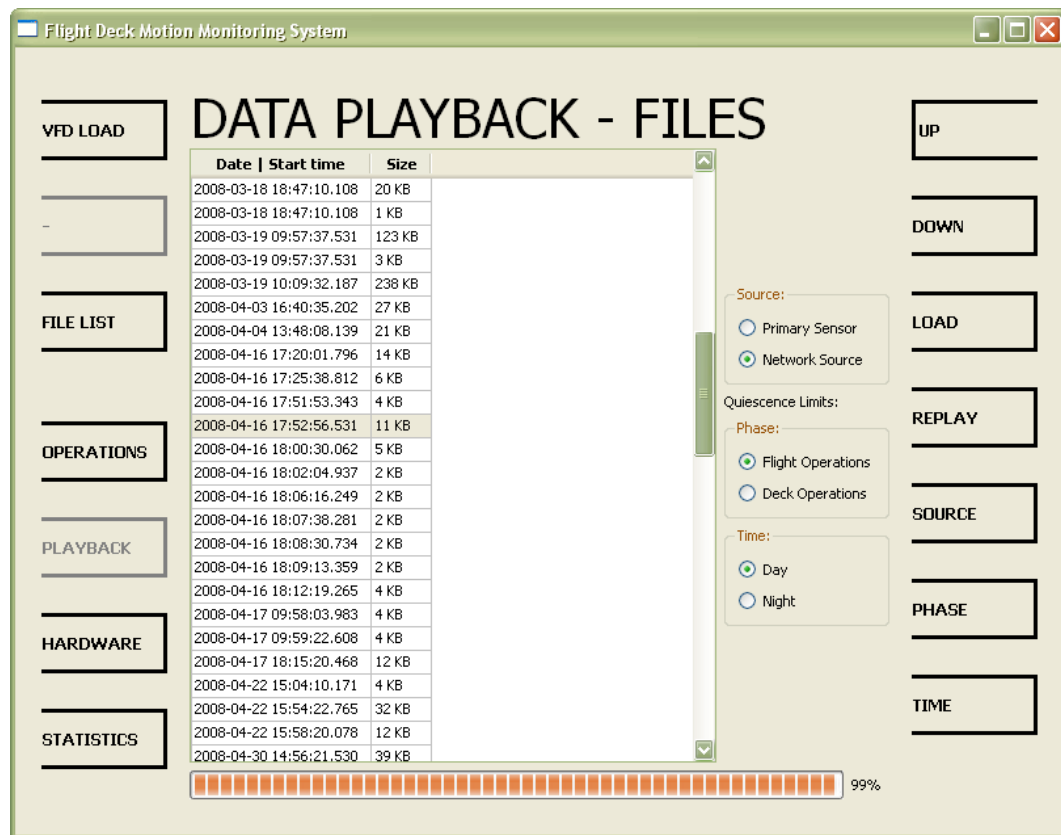 Flight Deck Motion Monitoring System
DATA PLAYBACK - FILES
VFD LOAD
-
FILE LIST
OPERATIONS
PLAYBACK
HARDWARE
STATISTICS
Date | Start time Size
2008-03-18 18:47:10.108 20 KB
2008-03-18 18:47:10.108 1 KB
2008-03-19 09:57:37.531 123 KB
2008-03-19 09:57:37.531 3 KB
2008-03-19 10:09:32.187 238 KB
2008-04-03 16:40:35.202 27 KB
2008-04-04 13:48:08.139 21 KB
2008-04-16 17:20:01.796 14 KB
2008-04-16 17:25:38.812 6 KB
2008-04-16 17:51:53.343 4 KB
2008-04-16 17:52:56.531 11 KB
2008-04-16 18:00:30.062 5 KB
2008-04-16 18:02:04.937 2 KB
2008-04-16 18:06:16.249 2 KB
2008-04-16 18:07:38.281 2 KB
2008-04-16 18:08:30.734 2 KB
2008-04-16 18:09:13.359 2 KB
2008-04-16 18:12:19.265 4 KB
2008-04-17 09:58:03.983 4 KB
2008-04-17 09:59:22.608 4 KB
2008-04-17 18:15:20.468 12 KB
2008-04-22 15:04:10.171 4 KB
2008-04-22 15:54:22.765 32 KB
2008-04-22 15:58:20.078 12 KB
2008-04-30 14:56:21.530 39 KB
99%
Source:
Primary Sensor
Network Source
Quiescence Limits:
Phase:
Flight Operations
Deck Operations
Time:
Day
Night
UP
DOWN
LOAD
REPLAY
SOURCE
PHASE
TIME